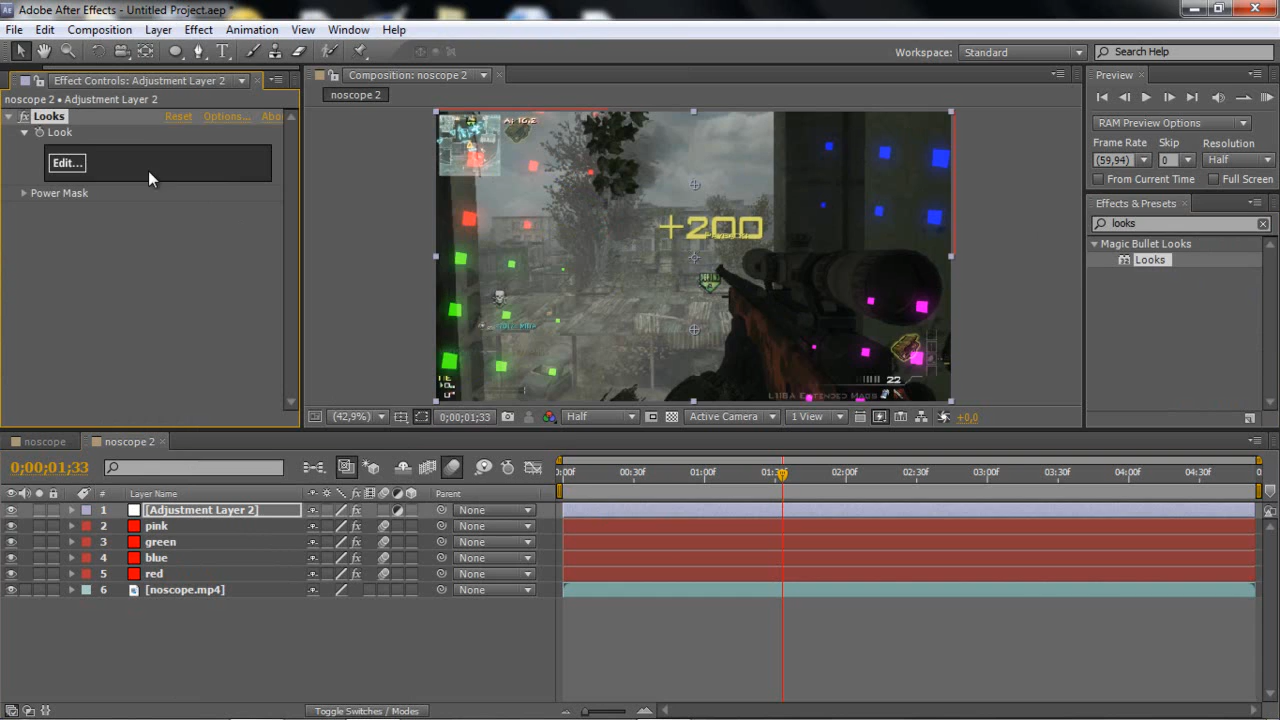 Adobe After Effects - Untitled Project.aep *
File Edit Composition Layer Effect Animation View Window Help
Workspace: Standard Search Help
Effect Controls: Adjustment Layer 2
noscope 2 • Adjustment Layer 2
fx Looks Reset Options... Abo
Look
Edit...
Power Mask
Composition: noscope 2
noscope 2
+200
22
L118A Extended Mags
(42,9%) 0;00;01;33 Half Active Camera 1 View +0,0
Preview
RAM Preview Options
Frame Rate Skip Resolution
(59,94) 0 Half
From Current Time Full Screen
Effects & Presets
looks
Magic Bullet Looks
Looks
noscope noscope 2
0;00;01;33
0:00f 00:30f 01:00f 01:30f 02:00f 02:30f 03:00f 03:30f 04:00f 04:30f
# Layer Name Parent
1 [Adjustment Layer 2] None
2 pink None
3 green None
4 blue None
5 red None
6 [noscope.mp4] None
Toggle Switches / Modes